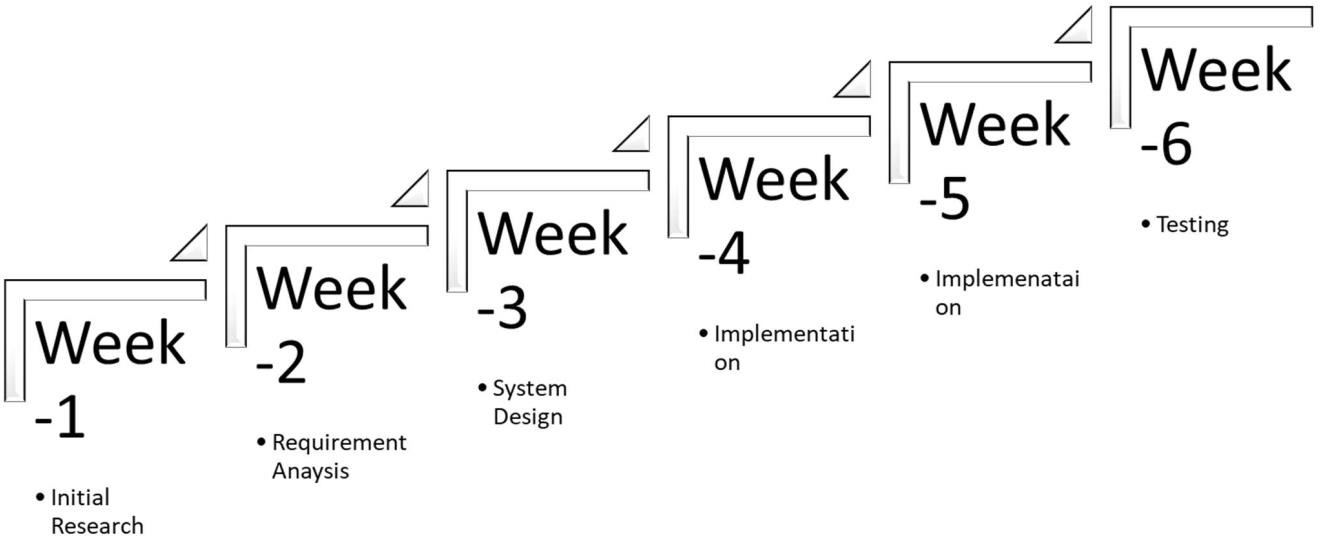 Week
-1
• Initial
Research
Week
-2
• Requirement
Anaysis
Week
-3
• System
Design
Week
-4
• Implementati
on
Week
-5
• Implemenatai
on
Week
-6
• Testing